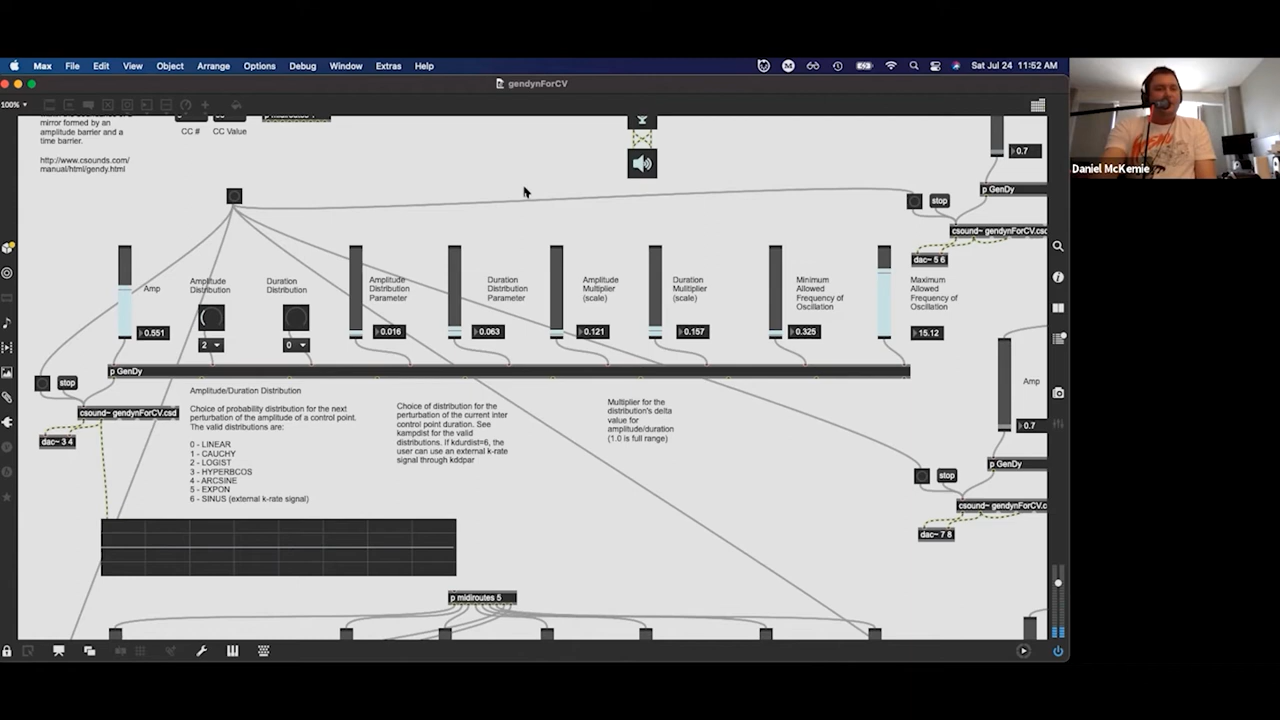 Max File Edit View Object Arrange Options Debug Window Extras Help
Sat Jul 24 11:52 AM
gendynForCV
100%
mirror formed by an
amplitude barrier and a
time barrier.
CC # CC Value
http://www.csounds.com/
manual/html/gendy.html
0.7
Daniel McKemie
p GenDy
stop
csound~ gendynForCV.csd
dac~ 5 6
Amp
Amplitude
Distribution
Duration
Distribution
Amplitude
Distribution
Parameter
Duration
Distribution
Parameter
Amplitude
Multiplier
(scale)
Duration
Mutiplier
(scale)
Minimum
Allowed
Frequency of
Oscillation
Maximum
Allowed
Frequency of
Oscillation
0.551
2
0
0.016
0.063
0.121
0.157
0.325
15.12
p GenDy
stop
csound~ gendynForCV.csd
dac~ 3 4
Amplitude/Duration Distribution
Choice of probability distribution for the next
perturbation of the amplitude of a control point.
The valid distributions are:
0 - LINEAR
1 - CAUCHY
2 - LOGIST
3 - HYPERBCOS
4 - ARCSINE
5 - EXPON
6 - SINUS (external k-rate signal)
Choice of distribution for the
perturbation of the current inter
control point duration. See
kampdist for the valid
distributions. If kdurdist=6, the
user can use an external k-rate
signal through kddpar
Multiplier for the
distribution's delta
value for
amplitude/duration
(1.0 is full range)
Amp
0.7
p GenDy
stop
csound~ gendynForCV.c
dac~ 7 8
p midiroutes 5